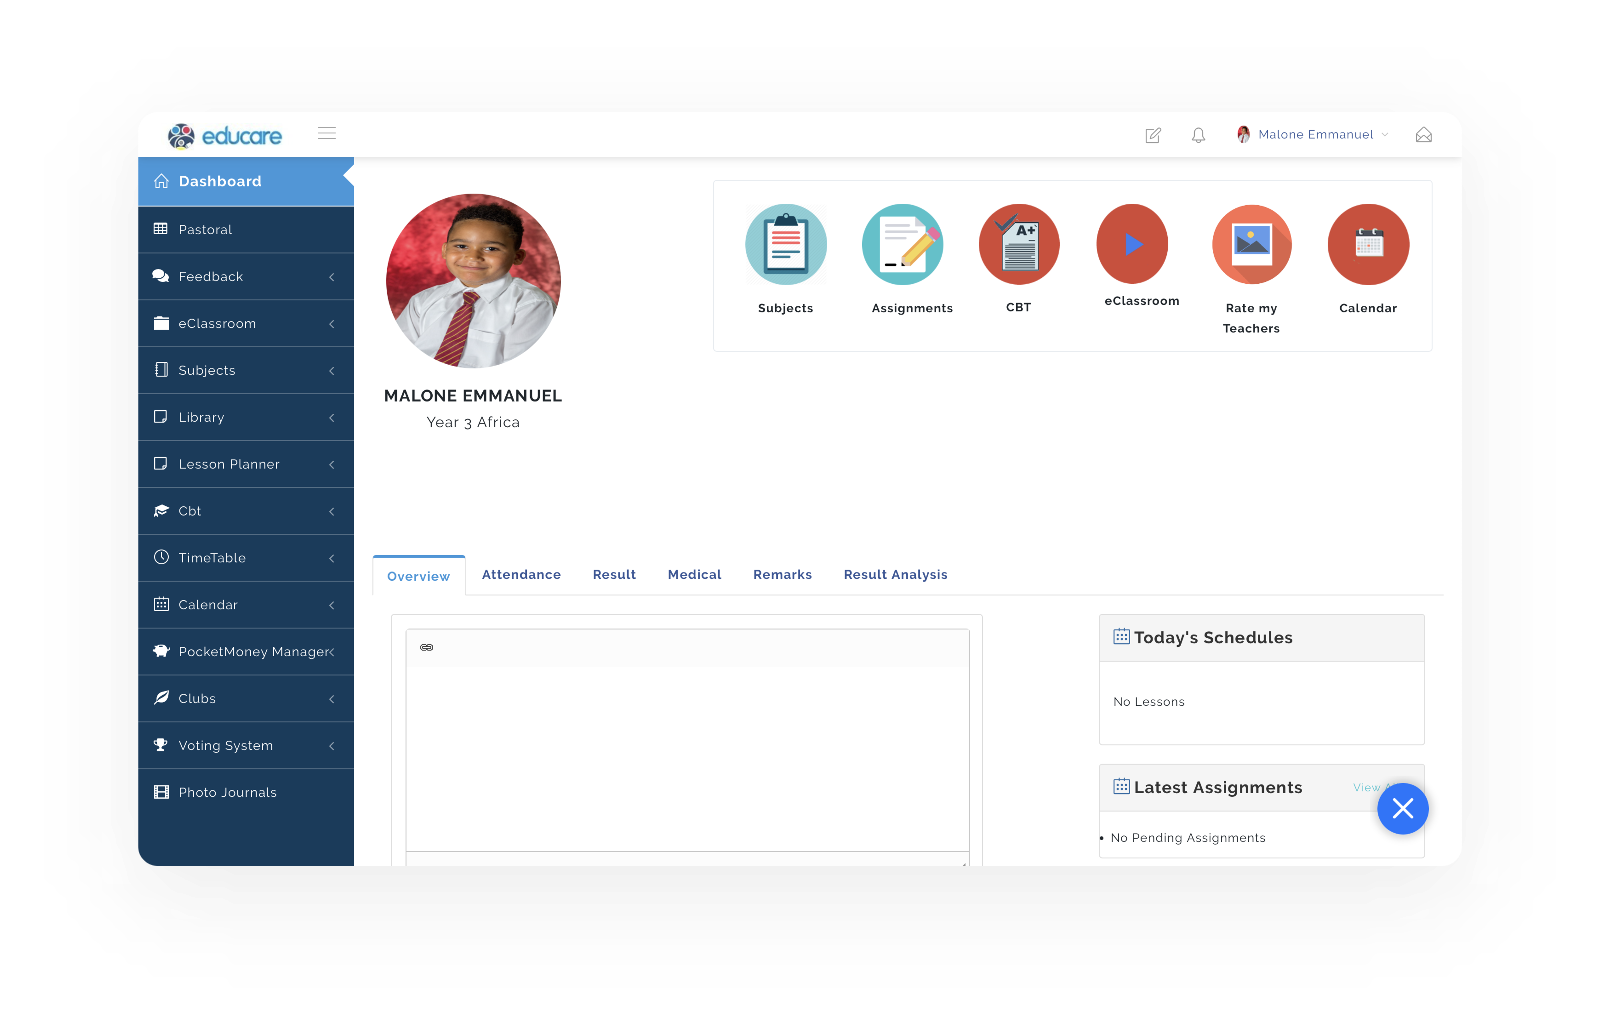 educare
Malone Emmanuel
Dashboard
Pastoral
Feedback
eClassroom
Subjects
Library
Lesson Planner
Cbt
TimeTable
Calendar
PocketMoney Manager
Clubs
Voting System
Photo Journals
MALONE EMMANUEL
Year 3 Africa
A+
Subjects
Assignments
CBT
eClassroom
Rate my
Teachers
Calendar
Overview
Attendance
Result
Medical
Remarks
Result Analysis
Today's Schedules
No Lessons
Latest Assignments
View
No Pending Assignments